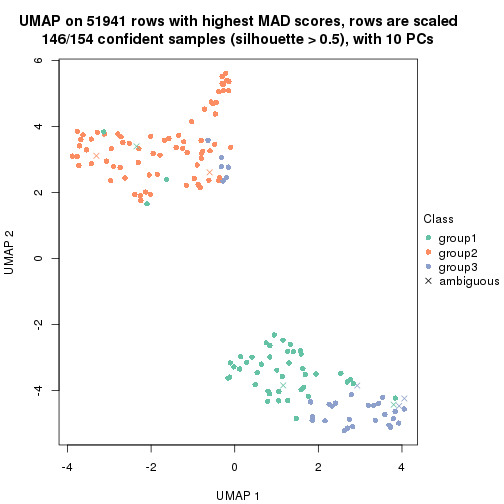 UMAP on 51941 rows with highest MAD scores, rows are scaled
146/154 confident samples (silhouette > 0.5), with 10 PCs
6
4
2
0
-2
-4
UMAP 2
-4
-2
0
2
4
UMAP 1
Class
group1
group2
group3
ambiguous